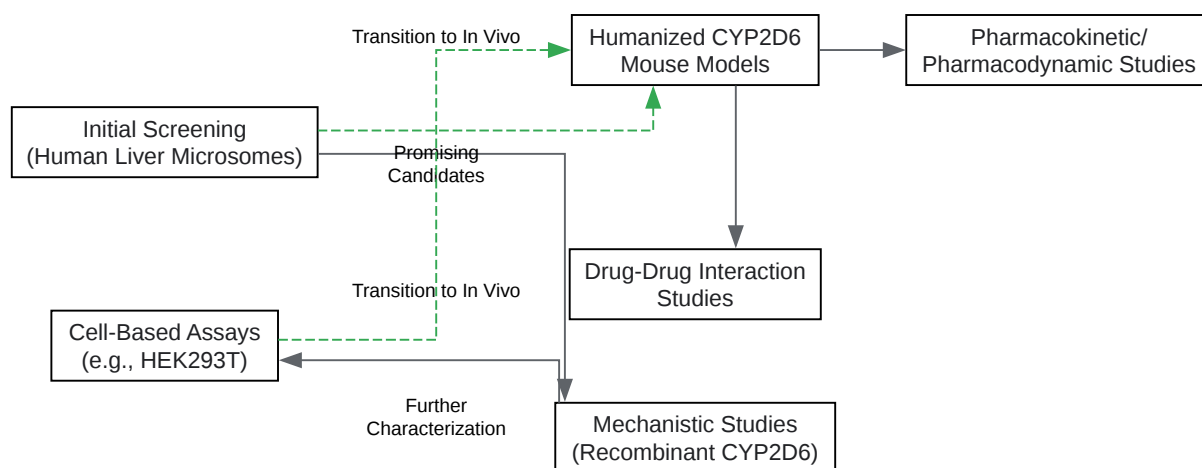 Transition to In Vivo
Humanized CYP2D6
Mouse Models
Pharmacokinetic/
Pharmacodynamic Studies
Initial Screening
(Human Liver Microsomes)
Promising
Candidates
Drug-Drug Interaction
Studies
Transition to In Vivo
Cell-Based Assays
(e.g., HEK293T)
Further
Characterization
Mechanistic Studies
(Recombinant CYP2D6)